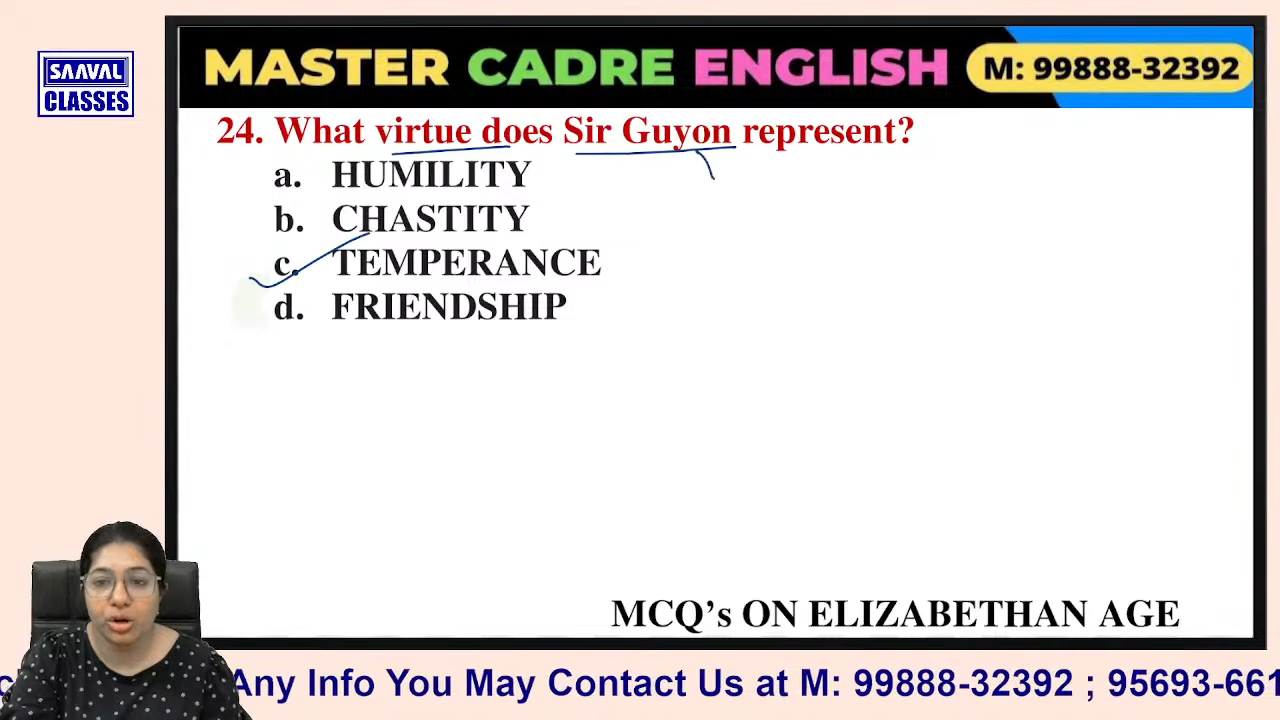 SAAVAL
CLASSES
MASTER CADRE ENGLISH
M: 99888-32392
24. What virtue does Sir Guyon represent?
a. HUMILITY
b. CHASTITY
c. TEMPERANCE
d. FRIENDSHIP
MCQ’s ON ELIZABETHAN AGE
Any Info You May Contact Us at M: 99888-32392 ; 95693-661